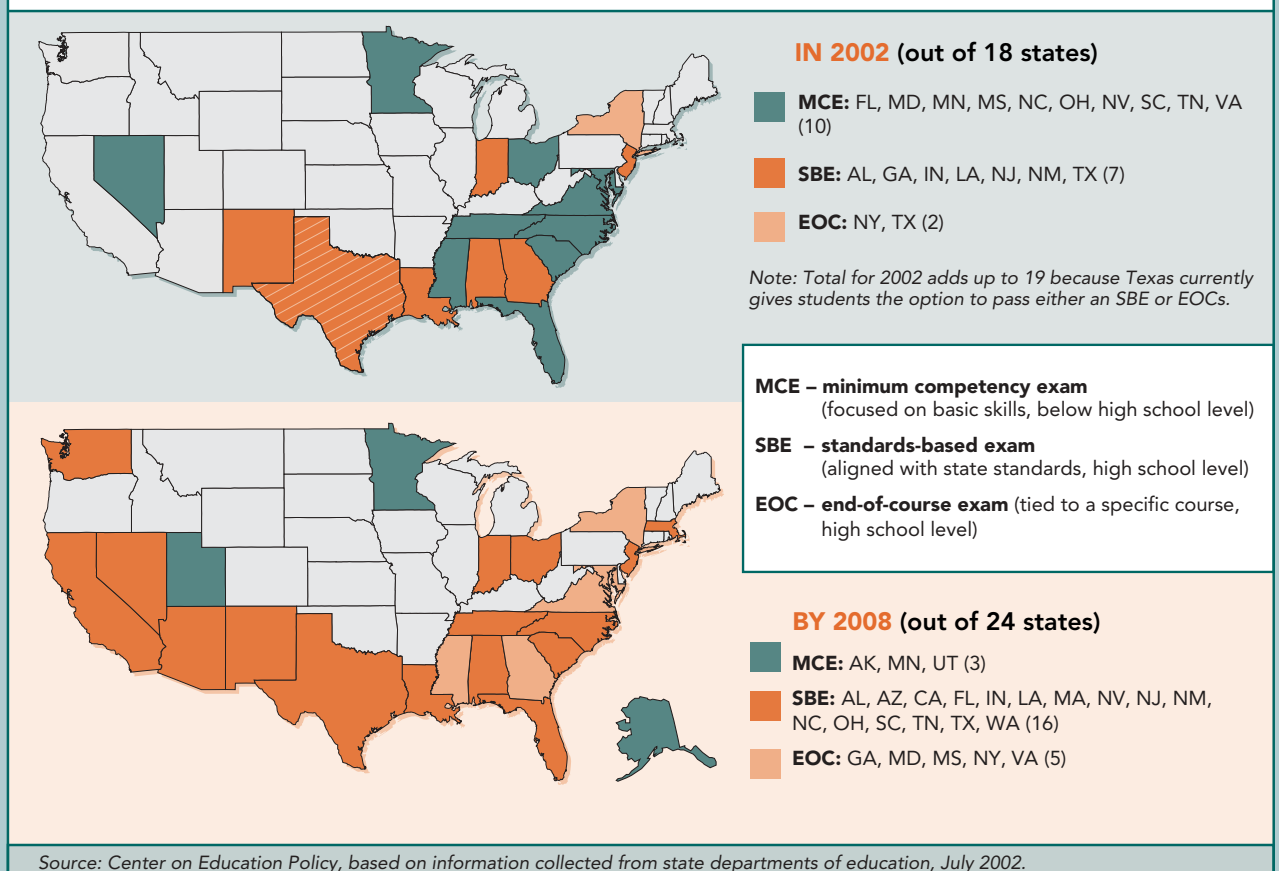 IN 2002 (out of 18 states)
MCE: FL, MD, MN, MS, NC, OH, NV, SC, TN, VA
(10)
SBE: AL, GA, IN, LA, NJ, NM, TX (7)
EOC: NY, TX (2)
Note: Total for 2002 adds up to 19 because Texas currently
gives students the option to pass either an SBE or EOCs.
MCE – minimum competency exam
(focused on basic skills, below high school level)
SBE – standards-based exam
(aligned with state standards, high school level)
EOC – end-of-course exam (tied to a specific course,
high school level)
BY 2008 (out of 24 states)
MCE: AK, MN, UT (3)
SBE: AL, AZ, CA, FL, IN, LA, MA, NV, NJ, NM,
NC, OH, SC, TN, TX, WA (16)
EOC: GA, MD, MS, NY, VA (5)
Source: Center on Education Policy, based on information collected from state departments of education, July 2002.